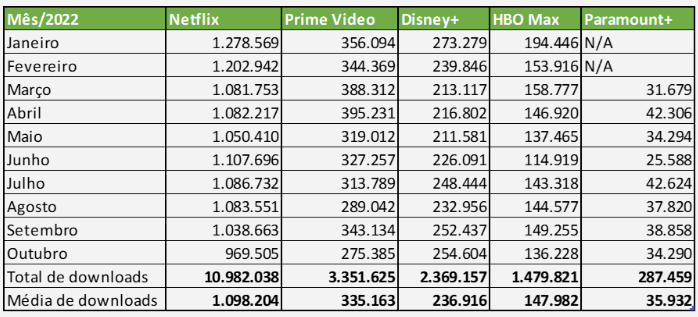 Mês/2022 Netflix Prime Video Disney+ HBO Max Paramount+
Janeiro 1.278.569 356.094 273.279 194.446 N/A
Fevereiro 1.202.942 344.369 239.846 153.916 N/A
Março 1.081.753 388.312 213.117 158.777 31.679
Abril 1.082.217 395.231 216.802 146.920 42.306
Maio 1.050.410 319.012 211.581 137.465 34.294
Junho 1.107.696 327.257 226.091 114.919 25.588
Julho 1.086.732 313.789 248.444 143.318 42.624
Agosto 1.083.551 289.042 232.956 144.577 37.820
Setembro 1.038.663 343.134 252.437 149.255 38.858
Outubro 969.505 275.385 254.604 136.228 34.290
Total de downloads 10.982.038 3.351.625 2.369.157 1.479.821 287.459
Média de downloads 1.098.204 335.163 236.916 147.982 35.932